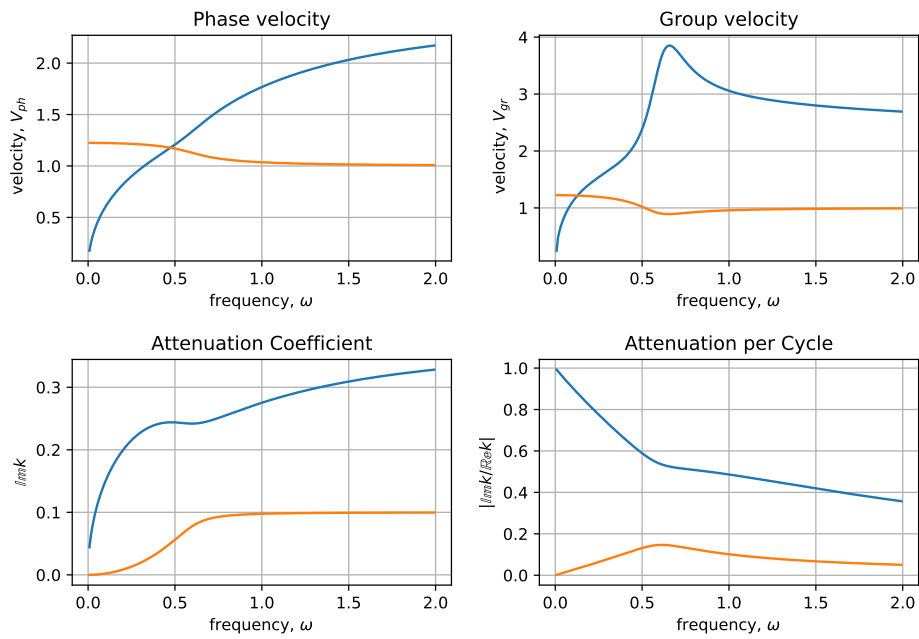 Phase velocity
velocity, V_ph
2.0
1.5
1.0
0.5
0.0 0.5 1.0 1.5 2.0
frequency, ω
Group velocity
velocity, V_gr
4
3
2
1
0.0 0.5 1.0 1.5 2.0
frequency, ω
Attenuation Coefficient
𝕀𝕞k
0.3
0.2
0.1
0.0
0.0 0.5 1.0 1.5 2.0
frequency, ω
Attenuation per Cycle
|𝕀𝕞k/ℝ𝕖k|
1.0
0.8
0.6
0.4
0.2
0.0
0.0 0.5 1.0 1.5 2.0
frequency, ω